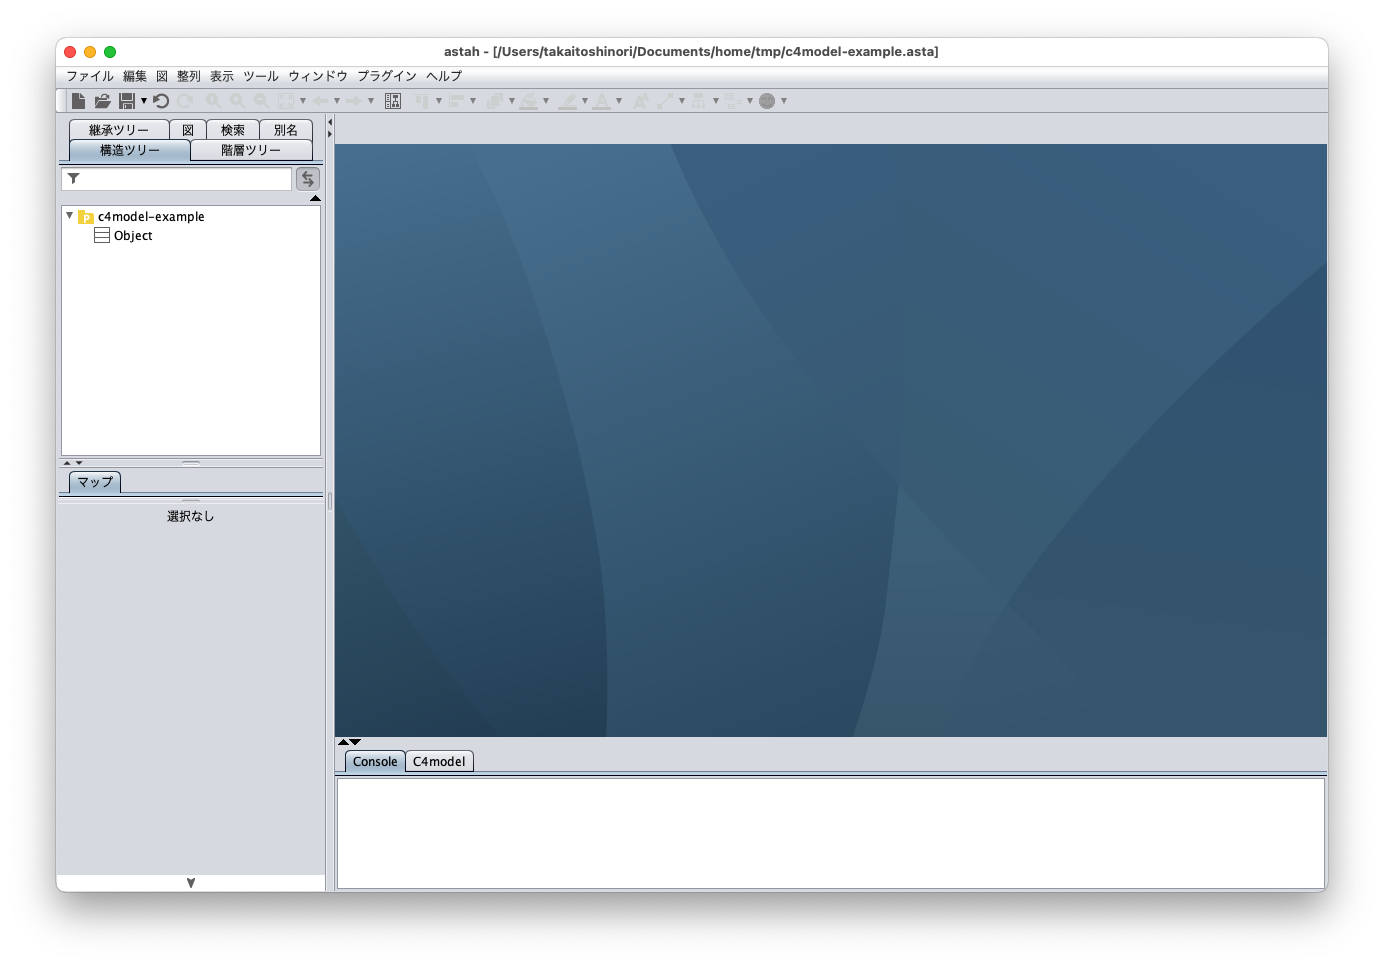 astah - [/Users/takaitoshinori/Documents/home/tmp/c4model-example.asta]
ファイル 編集 図 整列 表示 ツール ウィンドウ プラグイン ヘルプ
継承ツリー 図 検索 別名
構造ツリー 階層ツリー
c4model-example
Object
マップ
選択なし
Console C4model